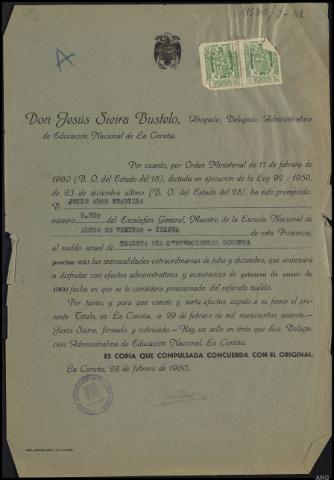 Don Jesús Sieira Bustelo, Abogado, Delegado Administrativo
de Educación Nacional de La Coruña.
Por cuanto, por Orden Ministerial de 11 de febrero de
1960 (B. O. del Estado del 18), dictada en ejecución de la Ley 92/1959,
de 23 de diciembre último (B. O. del Estado del 25), ha sido promovido
D. JULIO
número del Escalafón General, Maestro de la Escuela Nacional de
de esta Provincia,
al sueldo anual de TREINTA MIL OCHENTA
pesetas más las mensualidades extraordinarias de julio y diciembre, que empezará
a disfrutar con efectos administrativos y económicos de primero de enero de
1960 fecha en que se le considera posesionado del referido sueldo.
Por tanto, y para que conste y surta efectos, expido a su favor el pre-
sente Título, en La Coruña, a 29 de febrero de mil novecientos sesenta.—
Jesús Sieira, firmado y rubricado.—Hay un sello en tinta que dice: Delega-
ción Administrativa de Educación Nacional. La Coruña.
ES COPIA QUE COMPULSADA CONCUERDA CON EL ORIGINAL.
La Coruña, 29 de febrero de 1960.